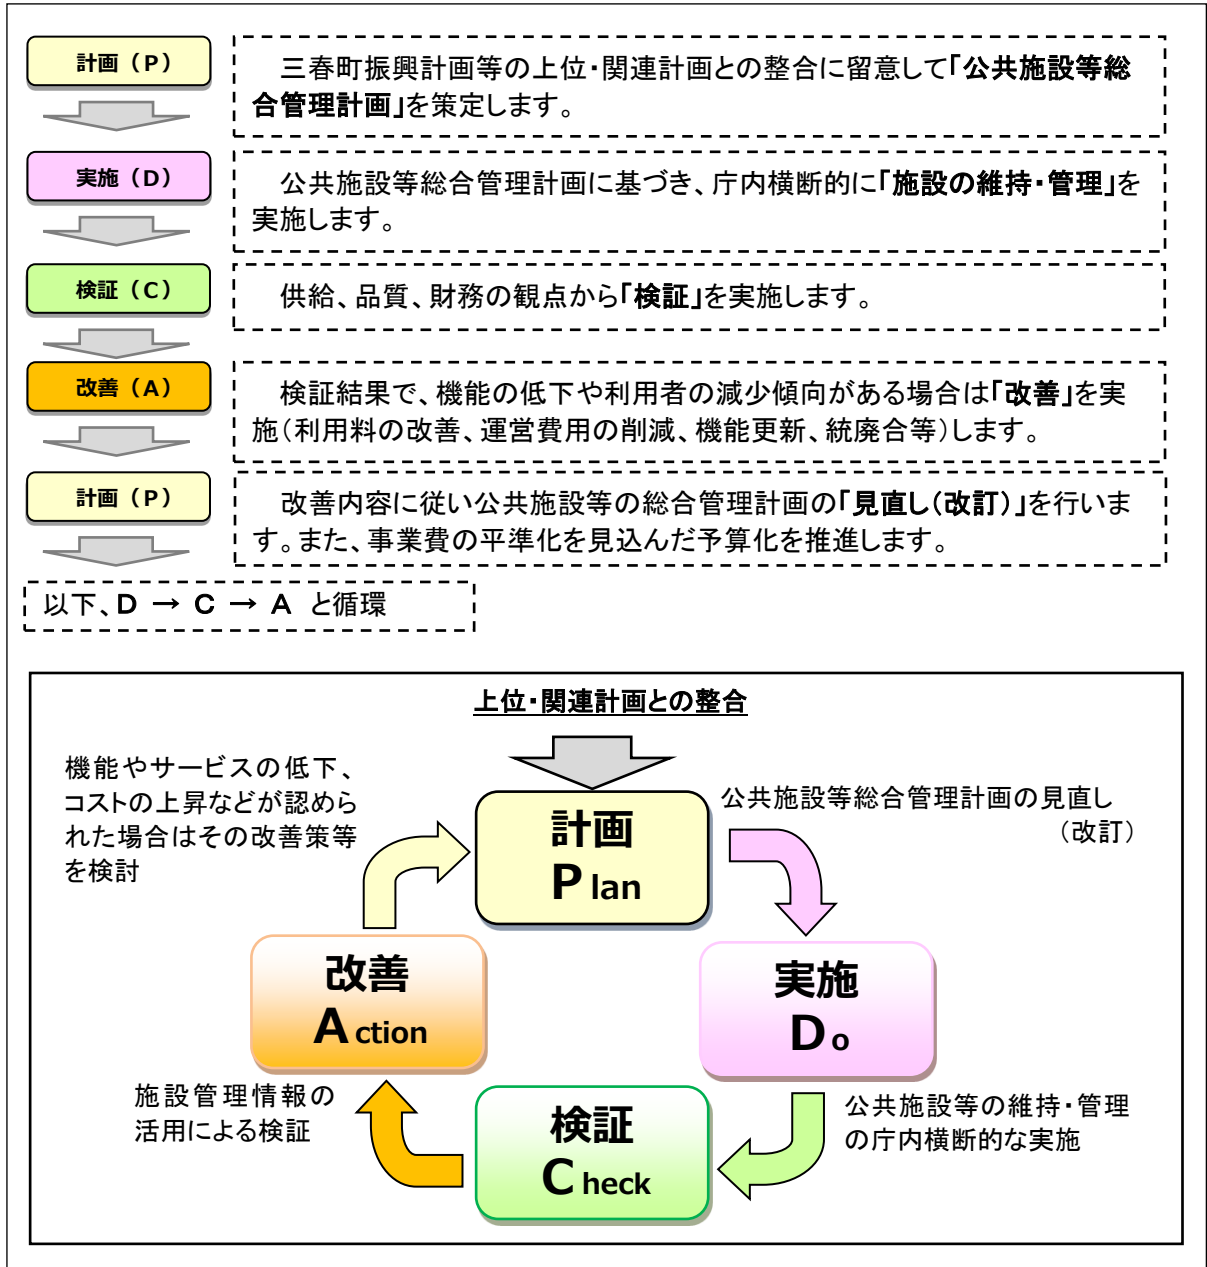 計画（P）
三春町振興計画等の上位・関連計画との整合に留意して「公共施設等総
合管理計画」を策定します。
実施（D）
公共施設等総合管理計画に基づき、庁内横断的に「施設の維持・管理」を
実施します。
検証（C）
供給、品質、財務の観点から「検証」を実施します。
改善（A）
検証結果で、機能の低下や利用者の減少傾向がある場合は「改善」を実
施（利用料の改善、運営費用の削減、機能更新、統廃合等）します。
計画（P）
改善内容に従い公共施設等の総合管理計画の「見直し（改訂）」を行いま
す。また、事業費の平準化を見込んだ予算化を推進します。
以下、D → C → A と循環
上位・関連計画との整合
機能やサービスの低下、
コストの上昇などが認めら
れた場合はその改善策等
を検討
計画
Plan
公共施設等総合管理計画の見直し
（改訂）
改善
Action
実施
Do
施設管理情報の
活用による検証
検証
Check
公共施設等の維持・管理
の庁内横断的な実施